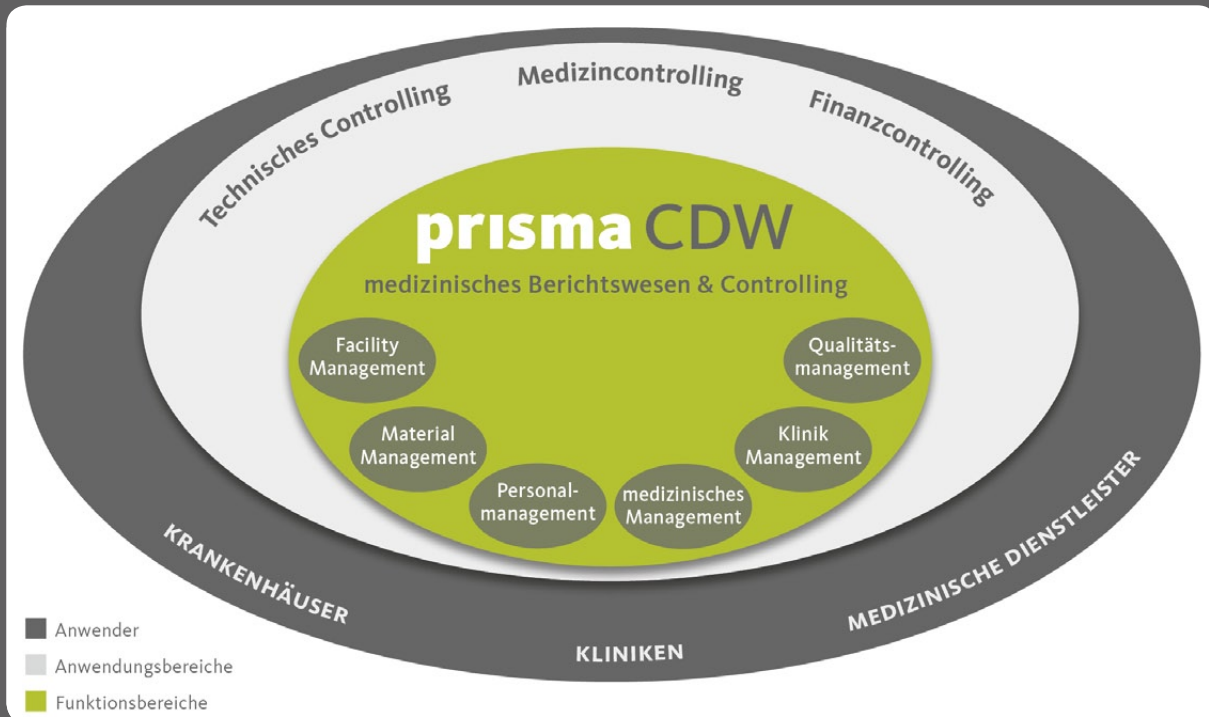 Technisches Controlling
Medizincontrolling
Finanzcontrolling
prisma CDW
medizinisches Berichtswesen & Controlling
Facility
Management
Material
Management
Personal-
management
medizinisches
Management
Klinik
Management
Qualitäts-
management
KRANKENHÄUSER
KLINIKEN
MEDIZINISCHE DIENSTLEISTER
Anwender
Anwendungsbereiche
Funktionsbereiche